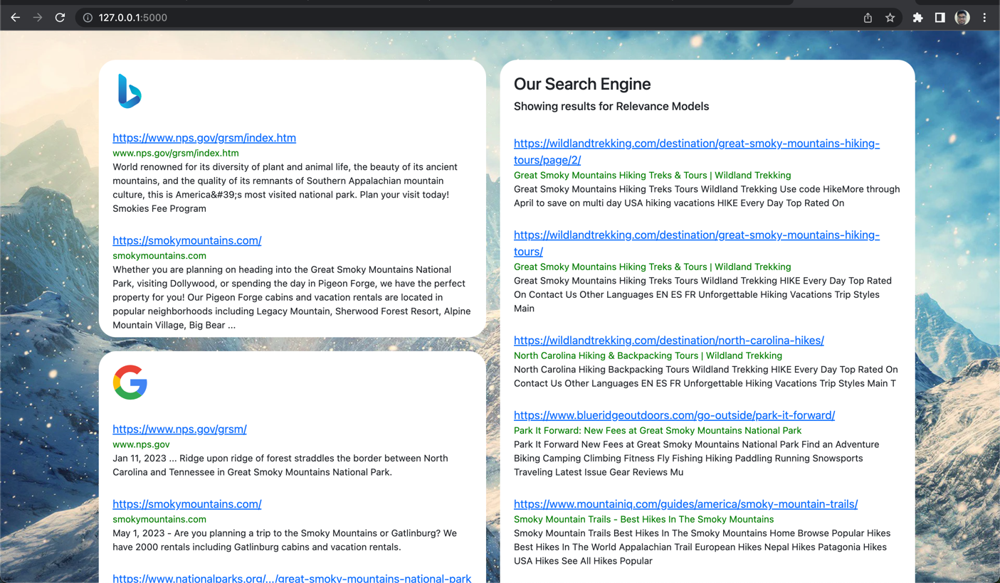 127.0.0.1:5000
https://www.nps.gov/grsm/index.htm
www.nps.gov/grsm/index.htm
World renowned for its diversity of plant and animal life, the beauty of its ancient
mountains, and the quality of its remnants of Southern Appalachian mountain
culture, this is America&#39;s most visited national park. Plan your visit today!
Smokies Fee Program
https://smokymountains.com/
smokymountains.com
Whether you are planning on heading into the Great Smoky Mountains National
Park, visiting Dollywood, or spending the day in Pigeon Forge, we have the perfect
property for you! Our Pigeon Forge cabins and vacation rentals are located in
popular neighborhoods including Legacy Mountain, Sherwood Forest Resort, Alpine
Mountain Village, Big Bear ...
https://www.nps.gov/grsm/
www.nps.gov
Jan 11, 2023 ... Ridge upon ridge of forest straddles the border between North
Carolina and Tennessee in Great Smoky Mountains National Park.
https://smokymountains.com/
smokymountains.com
May 1, 2023 - Are you planning a trip to the Smoky Mountains or Gatlinburg? We
have 2000 rentals including Gatlinburg cabins and vacation rentals.
https://www.nationalparks.org/.../great-smoky-mountains-national-park
Our Search Engine
Showing results for Relevance Models
https://wildlandtrekking.com/destination/great-smoky-mountains-hiking-
tours/page/2/
Great Smoky Mountains Hiking Treks & Tours | Wildland Trekking
Great Smoky Mountains Hiking Treks Tours Wildland Trekking Use code HikeMore through
April to save on multi day USA hiking vacations HIKE Every Day Top Rated On
https://wildlandtrekking.com/destination/great-smoky-mountains-hiking-
tours/
Great Smoky Mountains Hiking Treks & Tours | Wildland Trekking
Great Smoky Mountains Hiking Treks Tours Wildland Trekking HIKE Every Day Top Rated
On Contact Us Other Languages EN ES FR Unforgettable Hiking Vacations Trip Styles
Main
https://wildlandtrekking.com/destination/north-carolina-hikes/
North Carolina Hiking & Backpacking Tours | Wildland Trekking
North Carolina Hiking Backpacking Tours Wildland Trekking HIKE Every Day Top Rated On
Contact Us Other Languages EN ES FR Unforgettable Hiking Vacations Trip Styles Main T
https://www.blueridgeoutdoors.com/go-outside/park-it-forward/
Park It Forward: New Fees at Great Smoky Mountains National Park
Park It Forward New Fees at Great Smoky Mountains National Park Find an Adventure
Biking Camping Climbing Fitness Fly Fishing Hiking Paddling Running Snowsports
Traveling Latest Issue Gear Reviews Mu
https://www.mountainiq.com/guides/america/smoky-mountain-trails/
Smoky Mountain Trails - Best Hikes In The Smoky Mountains
Smoky Mountain Trails Best Hikes In The Smoky Mountains Home Browse Popular Hikes
Best Hikes In The World Appalachian Trail European Hikes Nepal Hikes Patagonia Hikes
USA Hikes See All Hikes Popular